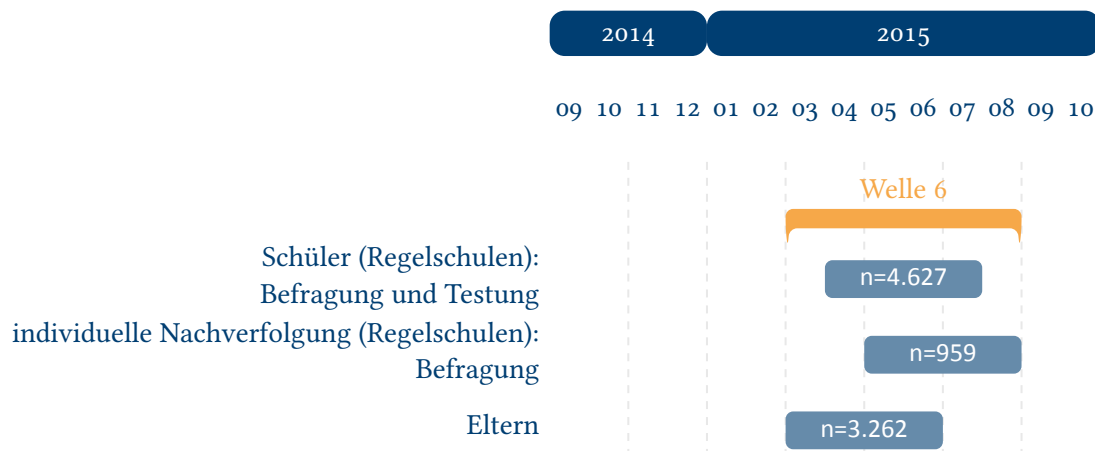 2014 2015
09 10 11 12 01 02 03 04 05 06 07 08 09 10
Welle 6
Schüler (Regelschulen):
Befragung und Testung
n=4.627
individuelle Nachverfolgung (Regelschulen):
Befragung
n=959
Eltern
n=3.262